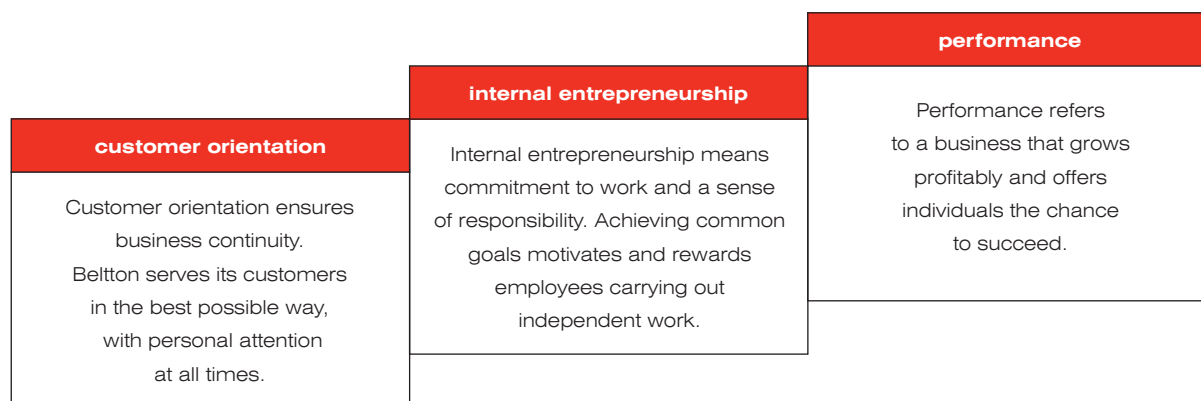 customer orientation
Customer orientation ensures
business continuity.
Beltton serves its customers
in the best possible way,
with personal attention
at all times.
internal entrepreneurship
Internal entrepreneurship means
commitment to work and a sense
of responsibility. Achieving common
goals motivates and rewards
employees carrying out
independent work.
performance
Performance refers
to a business that grows
profitably and offers
individuals the chance
to succeed.